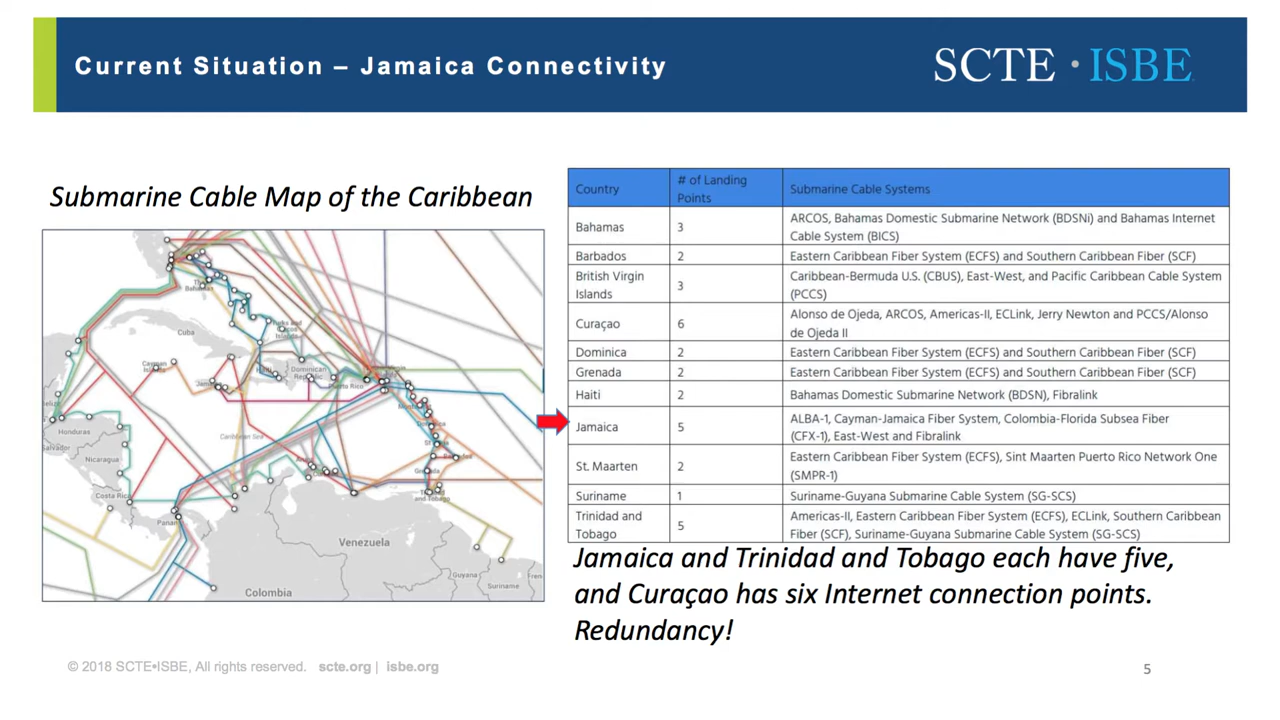 Current Situation – Jamaica Connectivity
SCTE • ISBE
Submarine Cable Map of the Caribbean
Cuba
Haiti
Dominican
Republic
Puerto Rico
Caribbean Sea
Honduras
Nicaragua
Costa Rica
Venezuela
Colombia
Guyana
Suriname
Country
# of Landing
Points
Submarine Cable Systems
Bahamas
3
ARCOS, Bahamas Domestic Submarine Network (BDSNi) and Bahamas Internet
Cable System (BICS)
Barbados
2
Eastern Caribbean Fiber System (ECFS) and Southern Caribbean Fiber (SCF)
British Virgin
Islands
3
Caribbean-Bermuda U.S. (CBUS), East-West, and Pacific Caribbean Cable System
(PCCS)
Curaçao
6
Alonso de Ojeda, ARCOS, Americas-II, ECLink, Jerry Newton and PCCS/Alonso
de Ojeda II
Dominica
2
Eastern Caribbean Fiber System (ECFS) and Southern Caribbean Fiber (SCF)
Grenada
2
Eastern Caribbean Fiber System (ECFS) and Southern Caribbean Fiber (SCF)
Haiti
2
Bahamas Domestic Submarine Network (BDSN), Fibralink
Jamaica
5
ALBA-1, Cayman-Jamaica Fiber System, Colombia-Florida Subsea Fiber
(CFX-1), East-West and Fibralink
St. Maarten
2
Eastern Caribbean Fiber System (ECFS), Sint Maarten Puerto Rico Network One
(SMPR-1)
Suriname
1
Suriname-Guyana Submarine Cable System (SG-SCS)
Trinidad and
Tobago
5
Americas-II, Eastern Caribbean Fiber System (ECFS), ECLink, Southern Caribbean
Fiber (SCF), Suriname-Guyana Submarine Cable System (SG-SCS)
Jamaica and Trinidad and Tobago each have five,
and Curaçao has six Internet connection points.
Redundancy!
© 2018 SCTE•ISBE, All rights reserved. scte.org | isbe.org
5